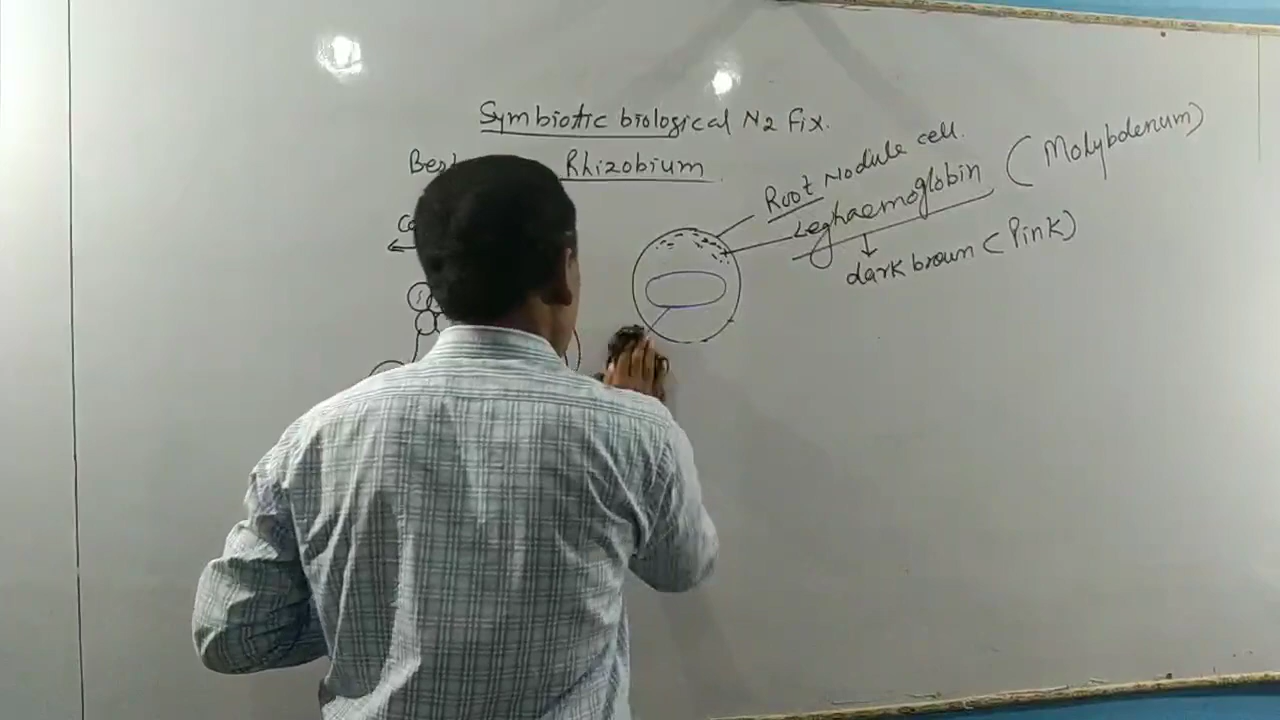 Symbiotic biological N2 Fix.
Rhizobium
Root Nodule cell.
Leghaemoglobin (Molybdenum)
dark brown (Pink)